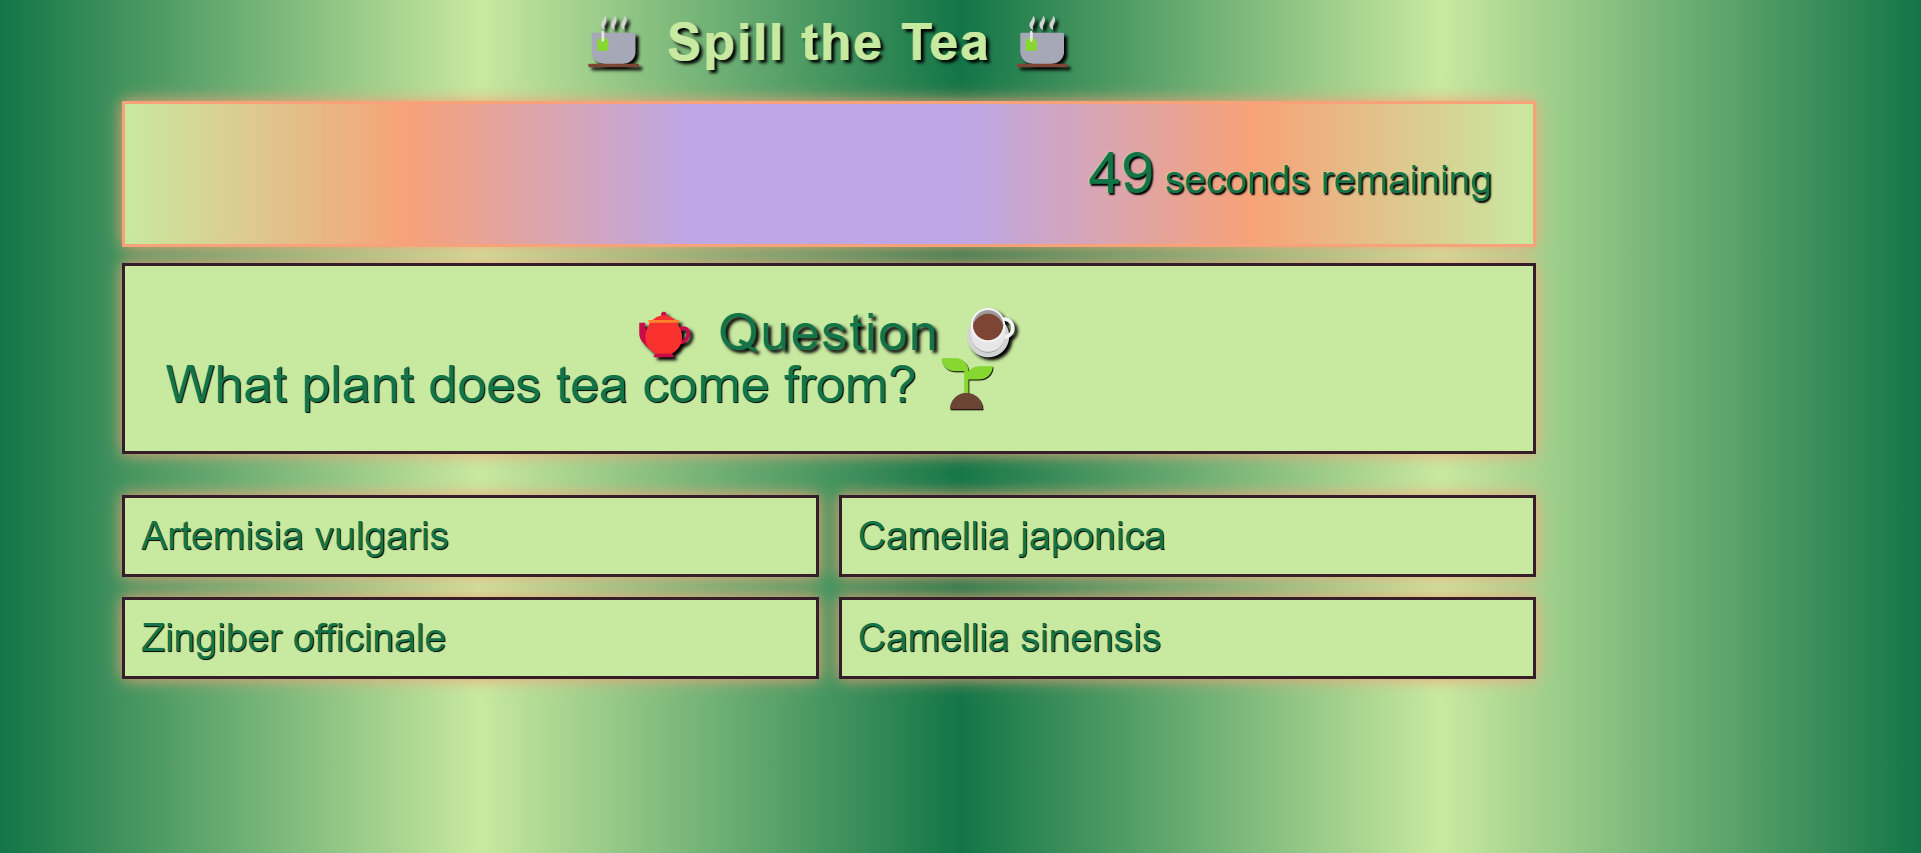 Spill the Tea
49 seconds remaining
Question
What plant does tea come from?
Artemisia vulgaris
Camellia japonica
Zingiber officinale
Camellia sinensis